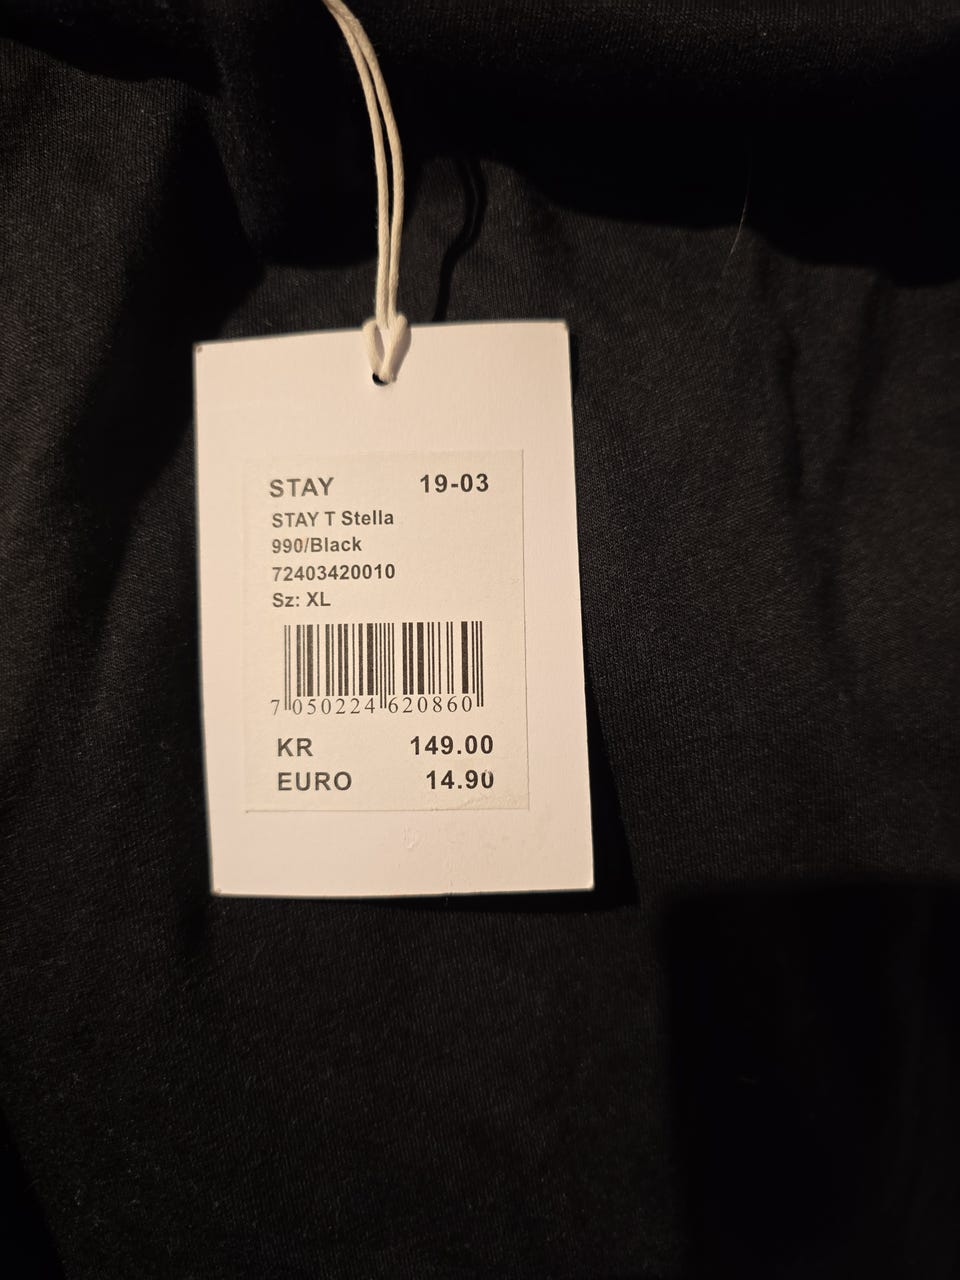 STAY 19-03
STAY T Stella
990/Black
72403420010
Sz: XL
7 050224 620860
KR 149.00
EURO 14.90